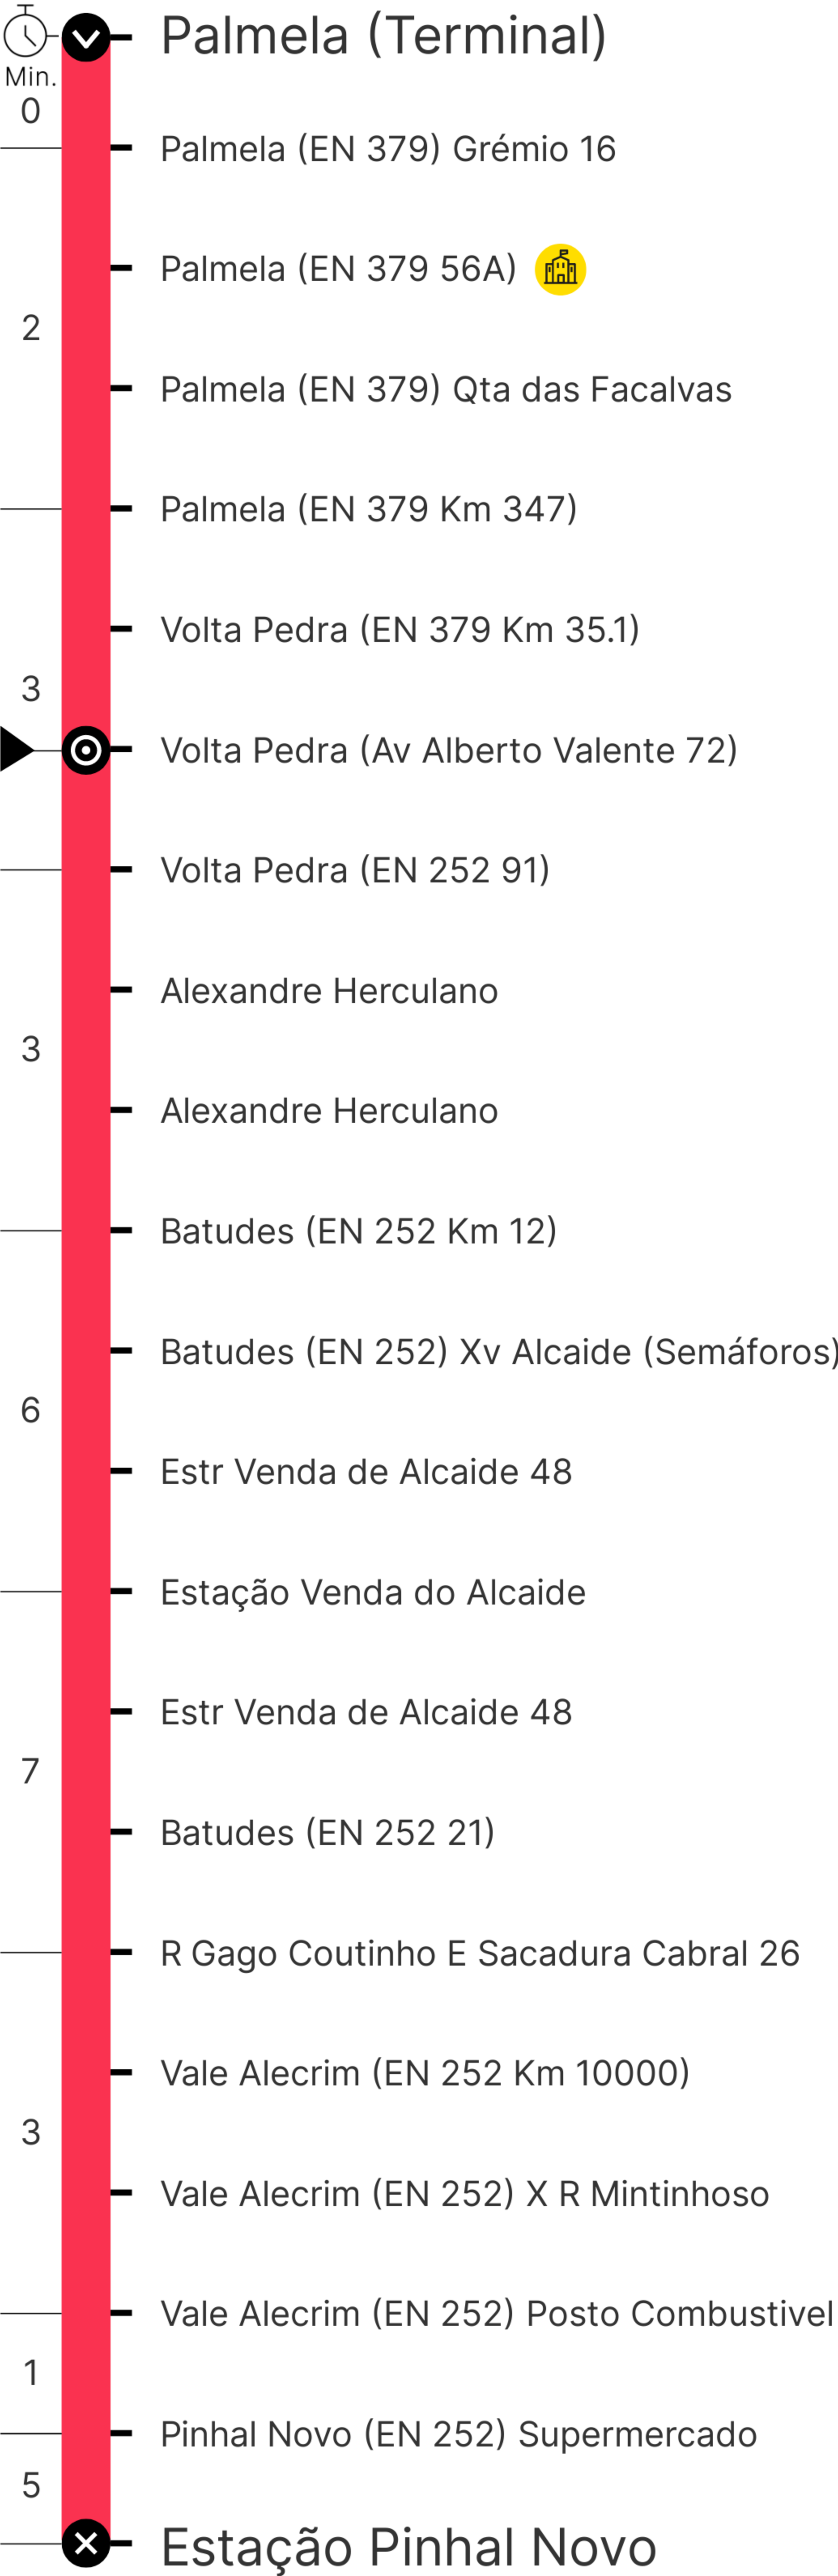 Palmela (Terminal)
Min.
0
Palmela (EN 379) Grémio 16
Palmela (EN 379 56A)
2
Palmela (EN 379) Qta das Facalvas
Palmela (EN 379 Km 347)
Volta Pedra (EN 379 Km 35.1)
3
Volta Pedra (Av Alberto Valente 72)
Volta Pedra (EN 252 91)
Alexandre Herculano
3
Alexandre Herculano
Batudes (EN 252 Km 12)
Batudes (EN 252) Xv Alcaide (Semáforos)
6
Estr Venda de Alcaide 48
Estação Venda do Alcaide
Estr Venda de Alcaide 48
7
Batudes (EN 252 21)
R Gago Coutinho E Sacadura Cabral 26
Vale Alecrim (EN 252 Km 10000)
3
Vale Alecrim (EN 252) X R Mintinhoso
Vale Alecrim (EN 252) Posto Combustivel
1
Pinhal Novo (EN 252) Supermercado
5
Estação Pinhal Novo